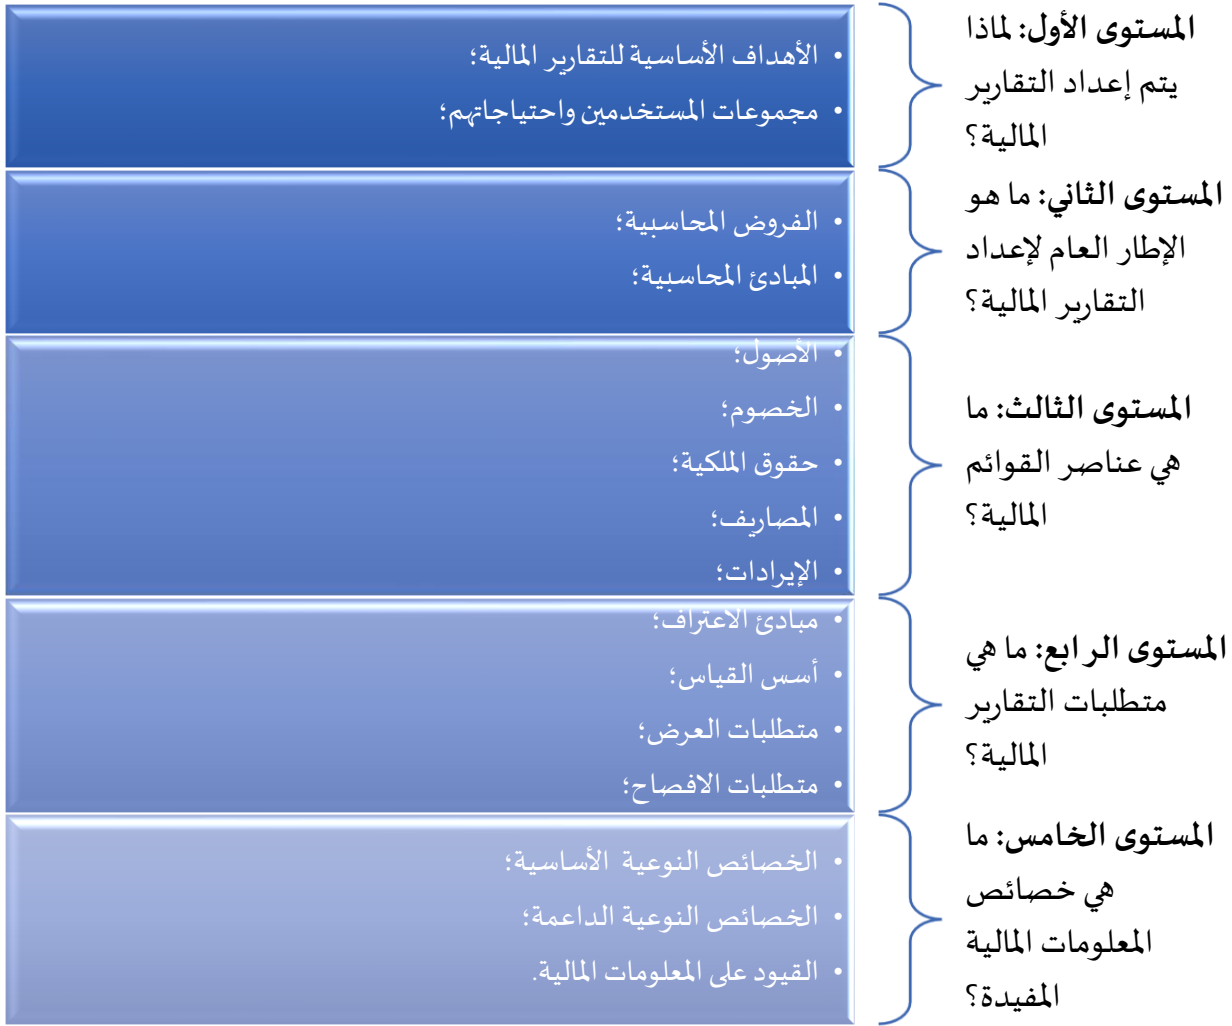 المستوى الأول: لماذا
يتم إعداد التقارير
المالية؟
• الأهداف الأساسية للتقارير المالية؛
• مجموعات المستخدمين واحتياجاتهم؛
المستوى الثاني: ما هو
الإطار العام لإعداد
التقارير المالية؟
• الفروض المحاسبية؛
• المبادئ المحاسبية؛
المستوى الثالث: ما
هي عناصر القوائم
المالية؟
• الأصول؛
• الخصوم؛
• حقوق الملكية؛
• المصاريف؛
• الإيرادات؛
المستوى الرابع: ما هي
متطلبات التقارير
المالية؟
• مبادئ الاعتراف؛
• أسس القياس؛
• متطلبات العرض؛
• متطلبات الافصاح؛
المستوى الخامس: ما
هي خصائص
المعلومات المالية
المفيدة؟
• الخصائص النوعية الأساسية؛
• الخصائص النوعية الداعمة؛
• القيود على المعلومات المالية.